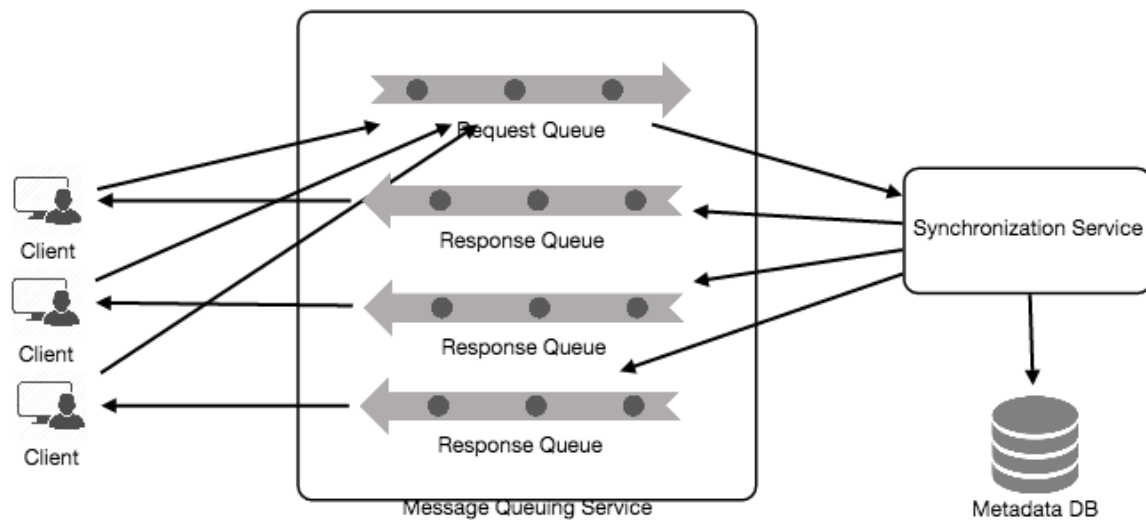 Request Queue
Response Queue
Synchronization Service
Client
Response Queue
Client
Response Queue
Client
Message Queuing Service
Metadata DB